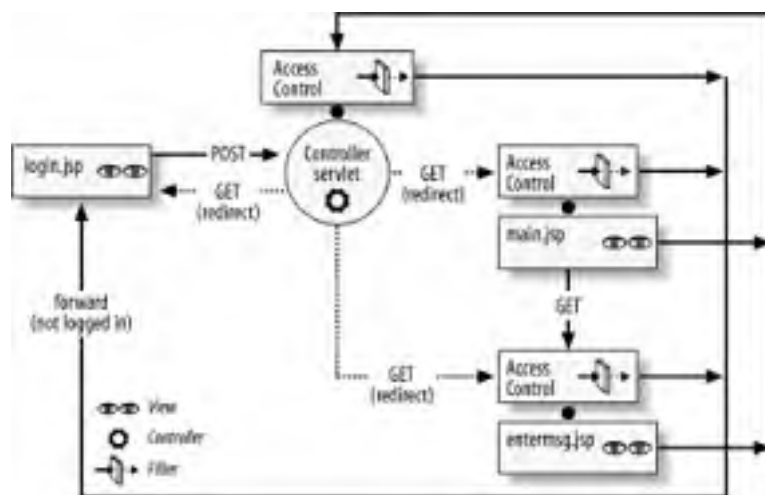 Access
Control
login.jsp
POST
GET
(redirect)
Controller
servlet
GET
(redirect)
Access
Control
main.jsp
forward
(not logged in)
GET
GET
(redirect)
Access
Control
entermsg.jsp
View
Controller
Filter